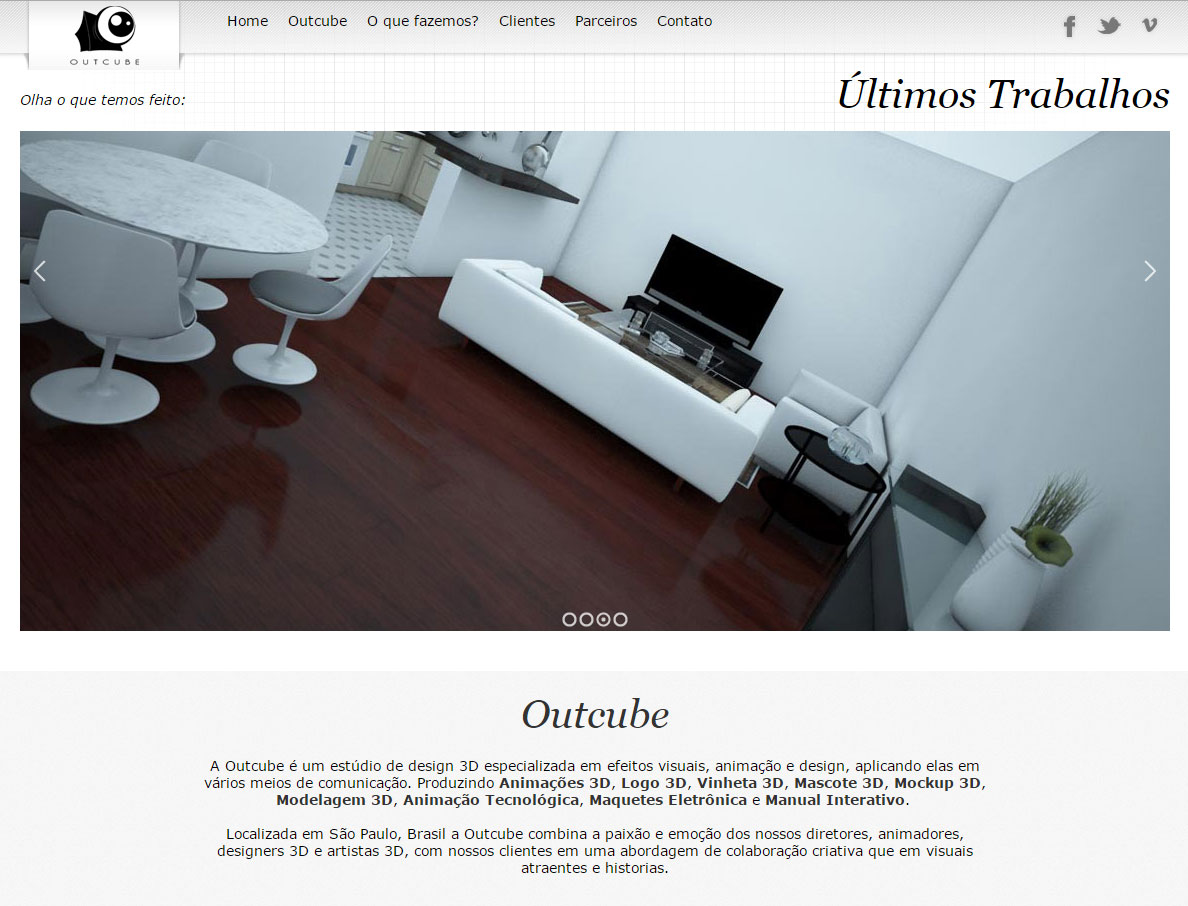 OUTCUBE
Home Outcube O que fazemos? Clientes Parceiros Contato
Olha o que temos feito:
Últimos Trabalhos
Outcube
A Outcube é um estúdio de design 3D especializada em efeitos visuais, animação e design, aplicando elas em
vários meios de comunicação. Produzindo Animações 3D, Logo 3D, Vinheta 3D, Mascote 3D, Mockup 3D,
Modelagem 3D, Animação Tecnológica, Maquetes Eletrônica e Manual Interativo.
Localizada em São Paulo, Brasil a Outcube combina a paixão e emoção dos nossos diretores, animadores,
designers 3D e artistas 3D, com nossos clientes em uma abordagem de colaboração criativa que em visuais
atraentes e historias.